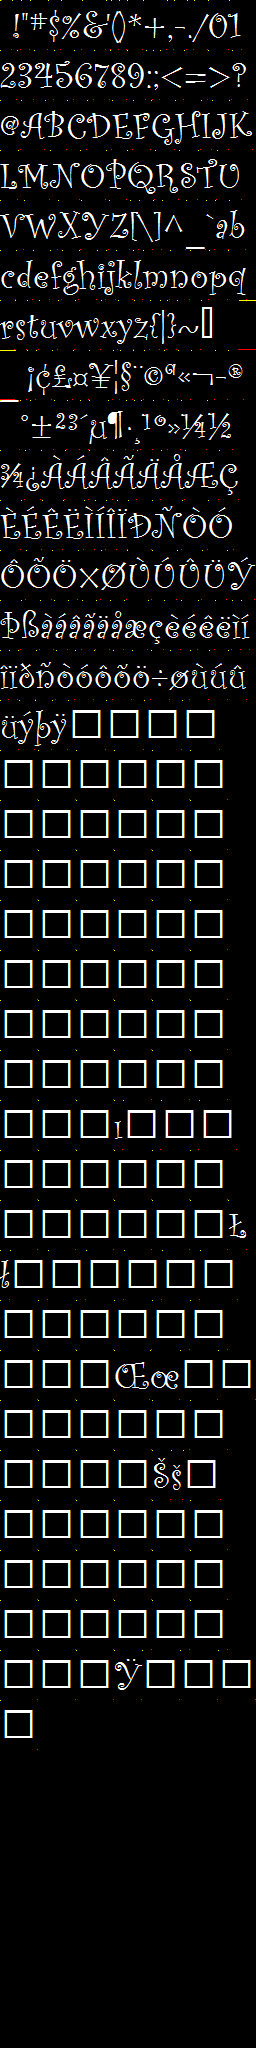 !"#$%&'()*+,-./01
23456789:;<=>?
@ABCDEFGHIJK
LMNOPQRSTU
VWXYZ[\]^_`ab
cdefghijklmnopq
rstuvwxyz{|}~□
_¡¢£¤¥¦§¨©ª«¬-®
°±²³´µ¶·¸¹º»¼½
¾¿ÀÁÂÃÄÅÆÇ
ÈÉÊËÌÍÎÏÐÑÒÓ
ÔÕÖ×ØÙÚÛÜÝ
Þßàáâãäåæçèéêëìí
îïðñòóôõö÷øùúû
üýþÿ□□□□
□□□□□□
□□□□□□
□□□□□□
□□□□□□
□□□□□□
□□□□□□
□□□□□□
□□□ı□□□
□□□□□□
□□□□□□Ł
ł□□□□□□
□□□□□□
□□□Œœ□□
□□□□□□
□□□□Šš□
□□□□□□
□□□□□□
□□□□□□
□□□Ÿ□□□
□